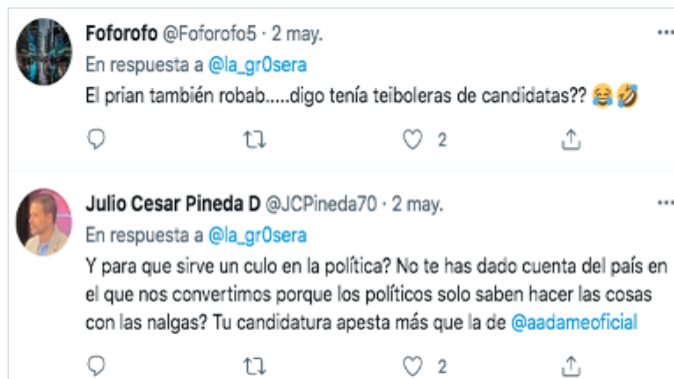 Foforofo @Foforofo5 · 2 may.
En respuesta a @la_gr0sera
El prian también robab.....digo tenía teiboleras de candidatas?? 😂🤣
2
Julio Cesar Pineda D @JCPineda70 · 2 may.
En respuesta a @la_gr0sera
Y para que sirve un culo en la política? No te has dado cuenta del país en
el que nos convertimos porque los políticos solo saben hacer las cosas
con las nalgas? Tu candidatura apesta más que la de @aadameoficial
2